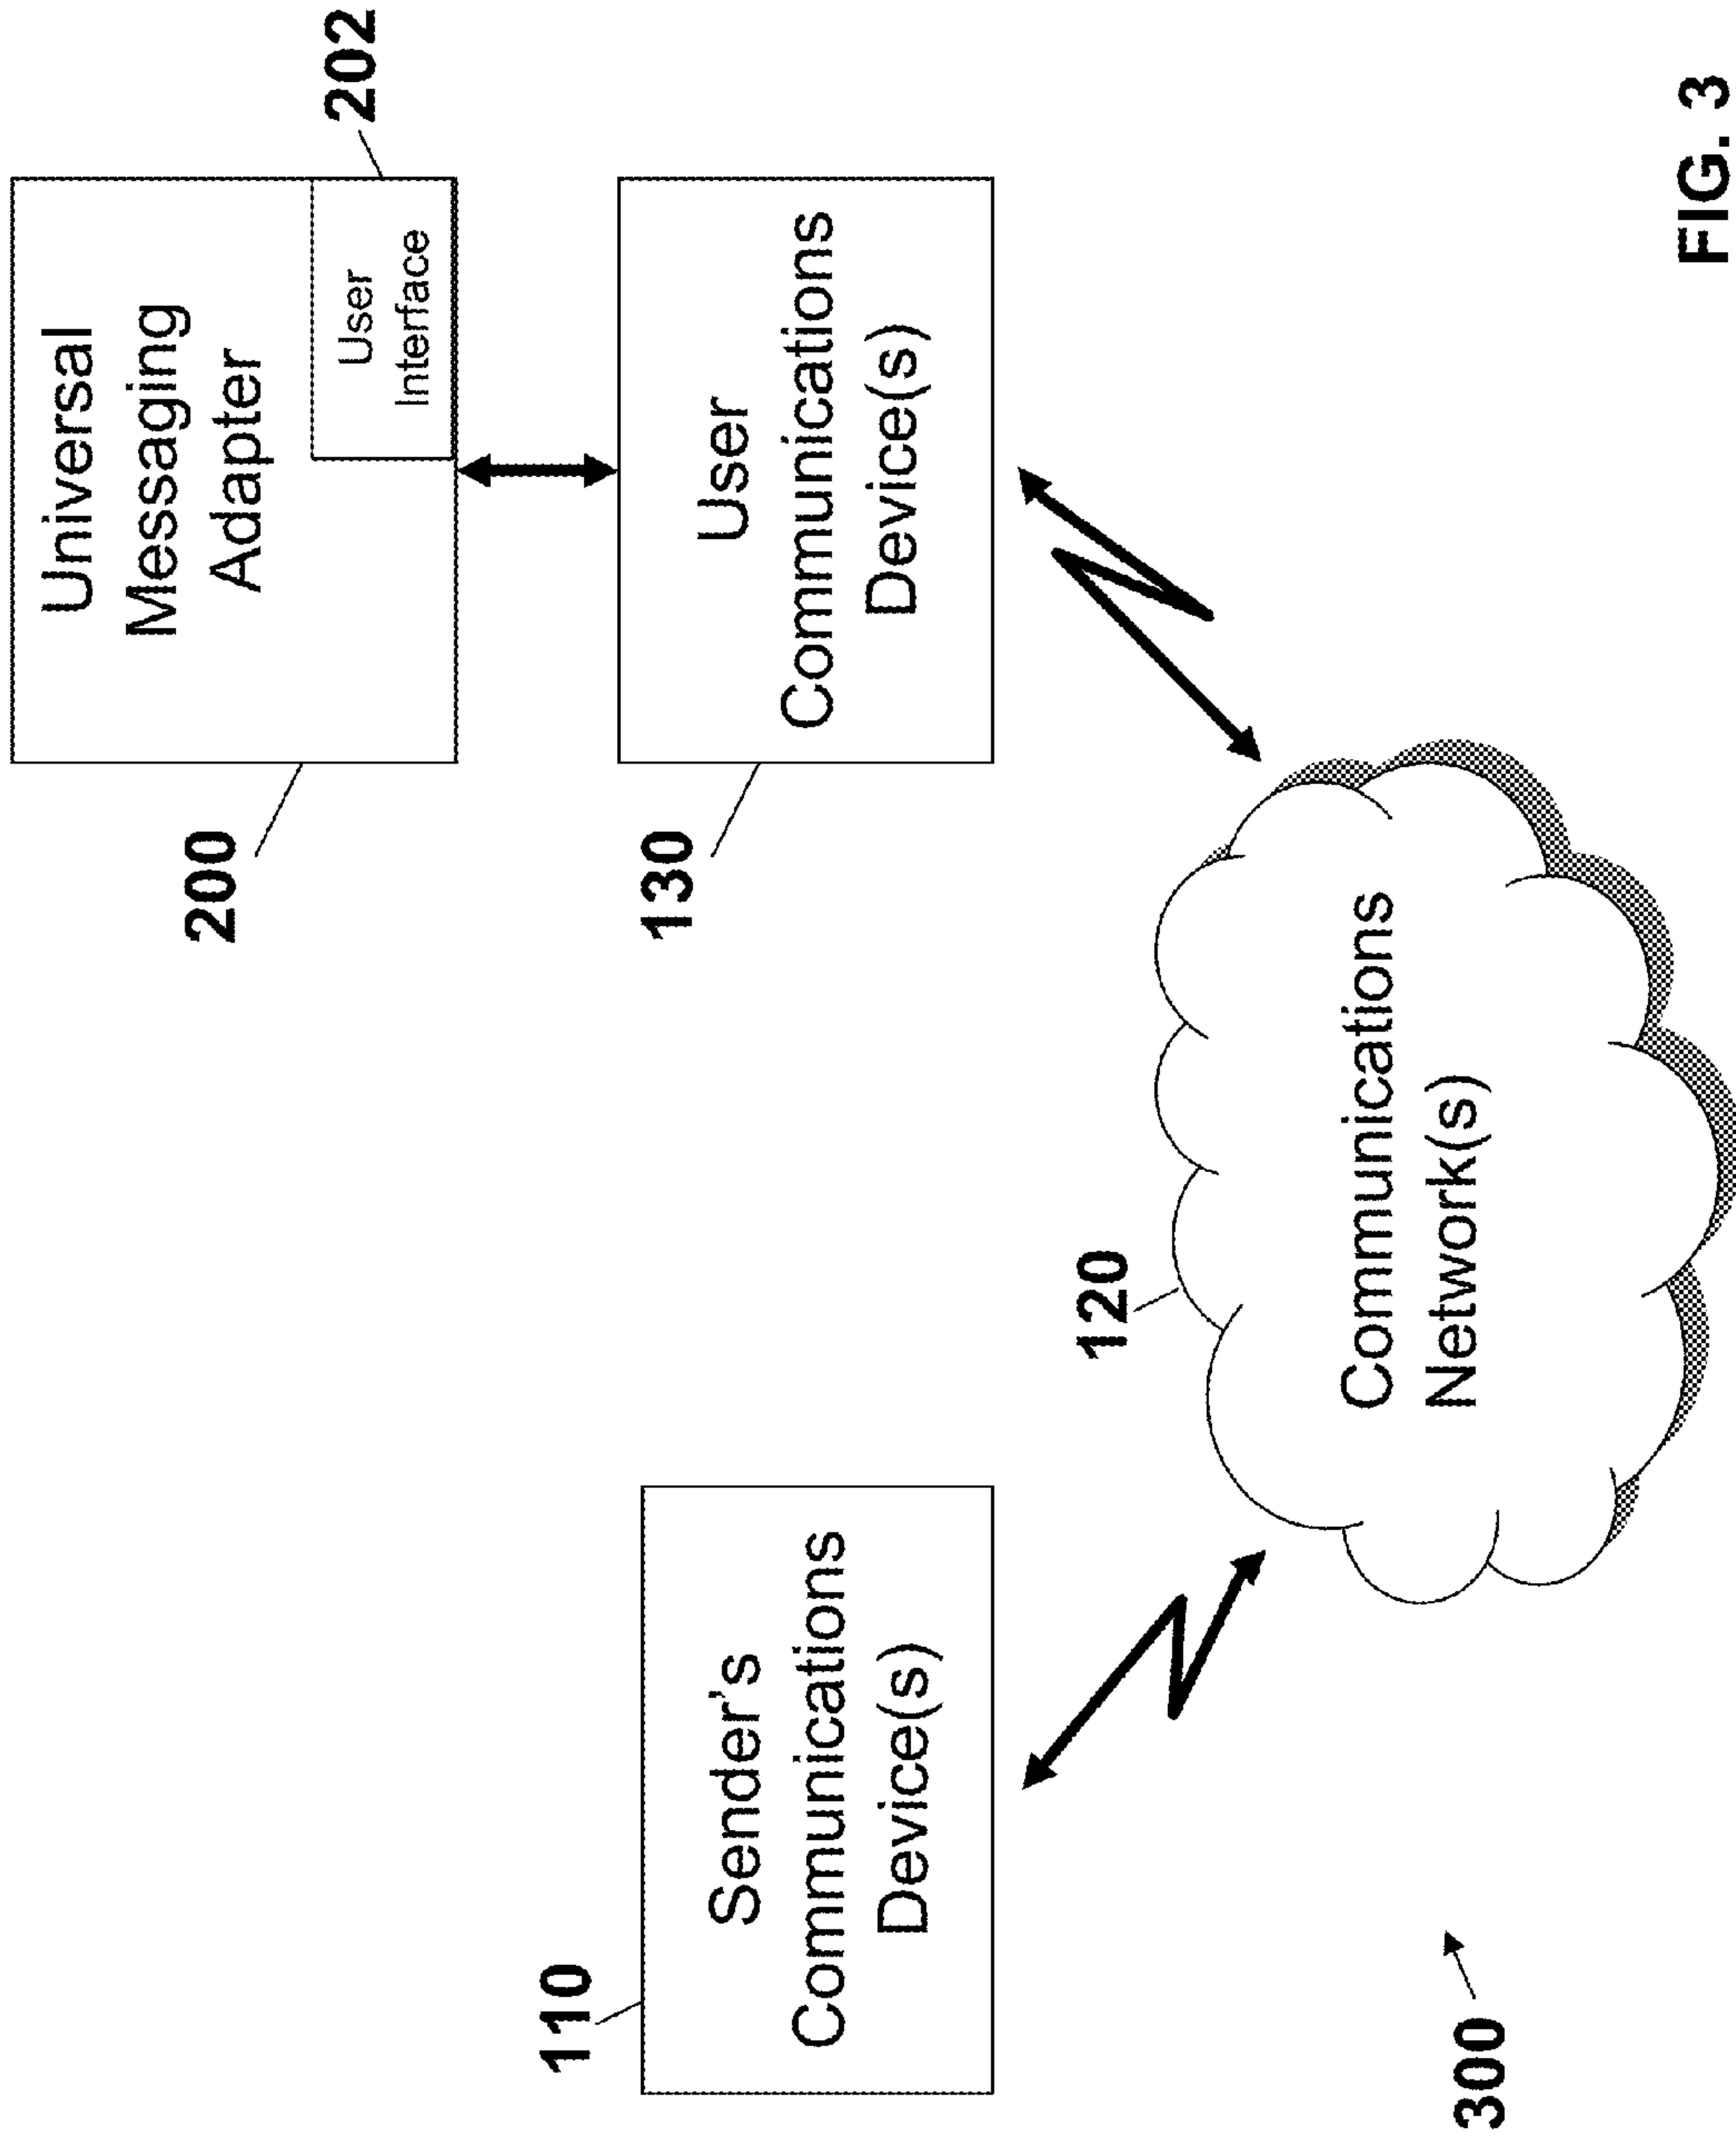 Universal
Messaging
Adapter
User
Interface
202
200
User
Communications
Device(s)
130
Sender's
Communications
Device(s)
110
120
Communications
Network(s)
300
FIG. 3